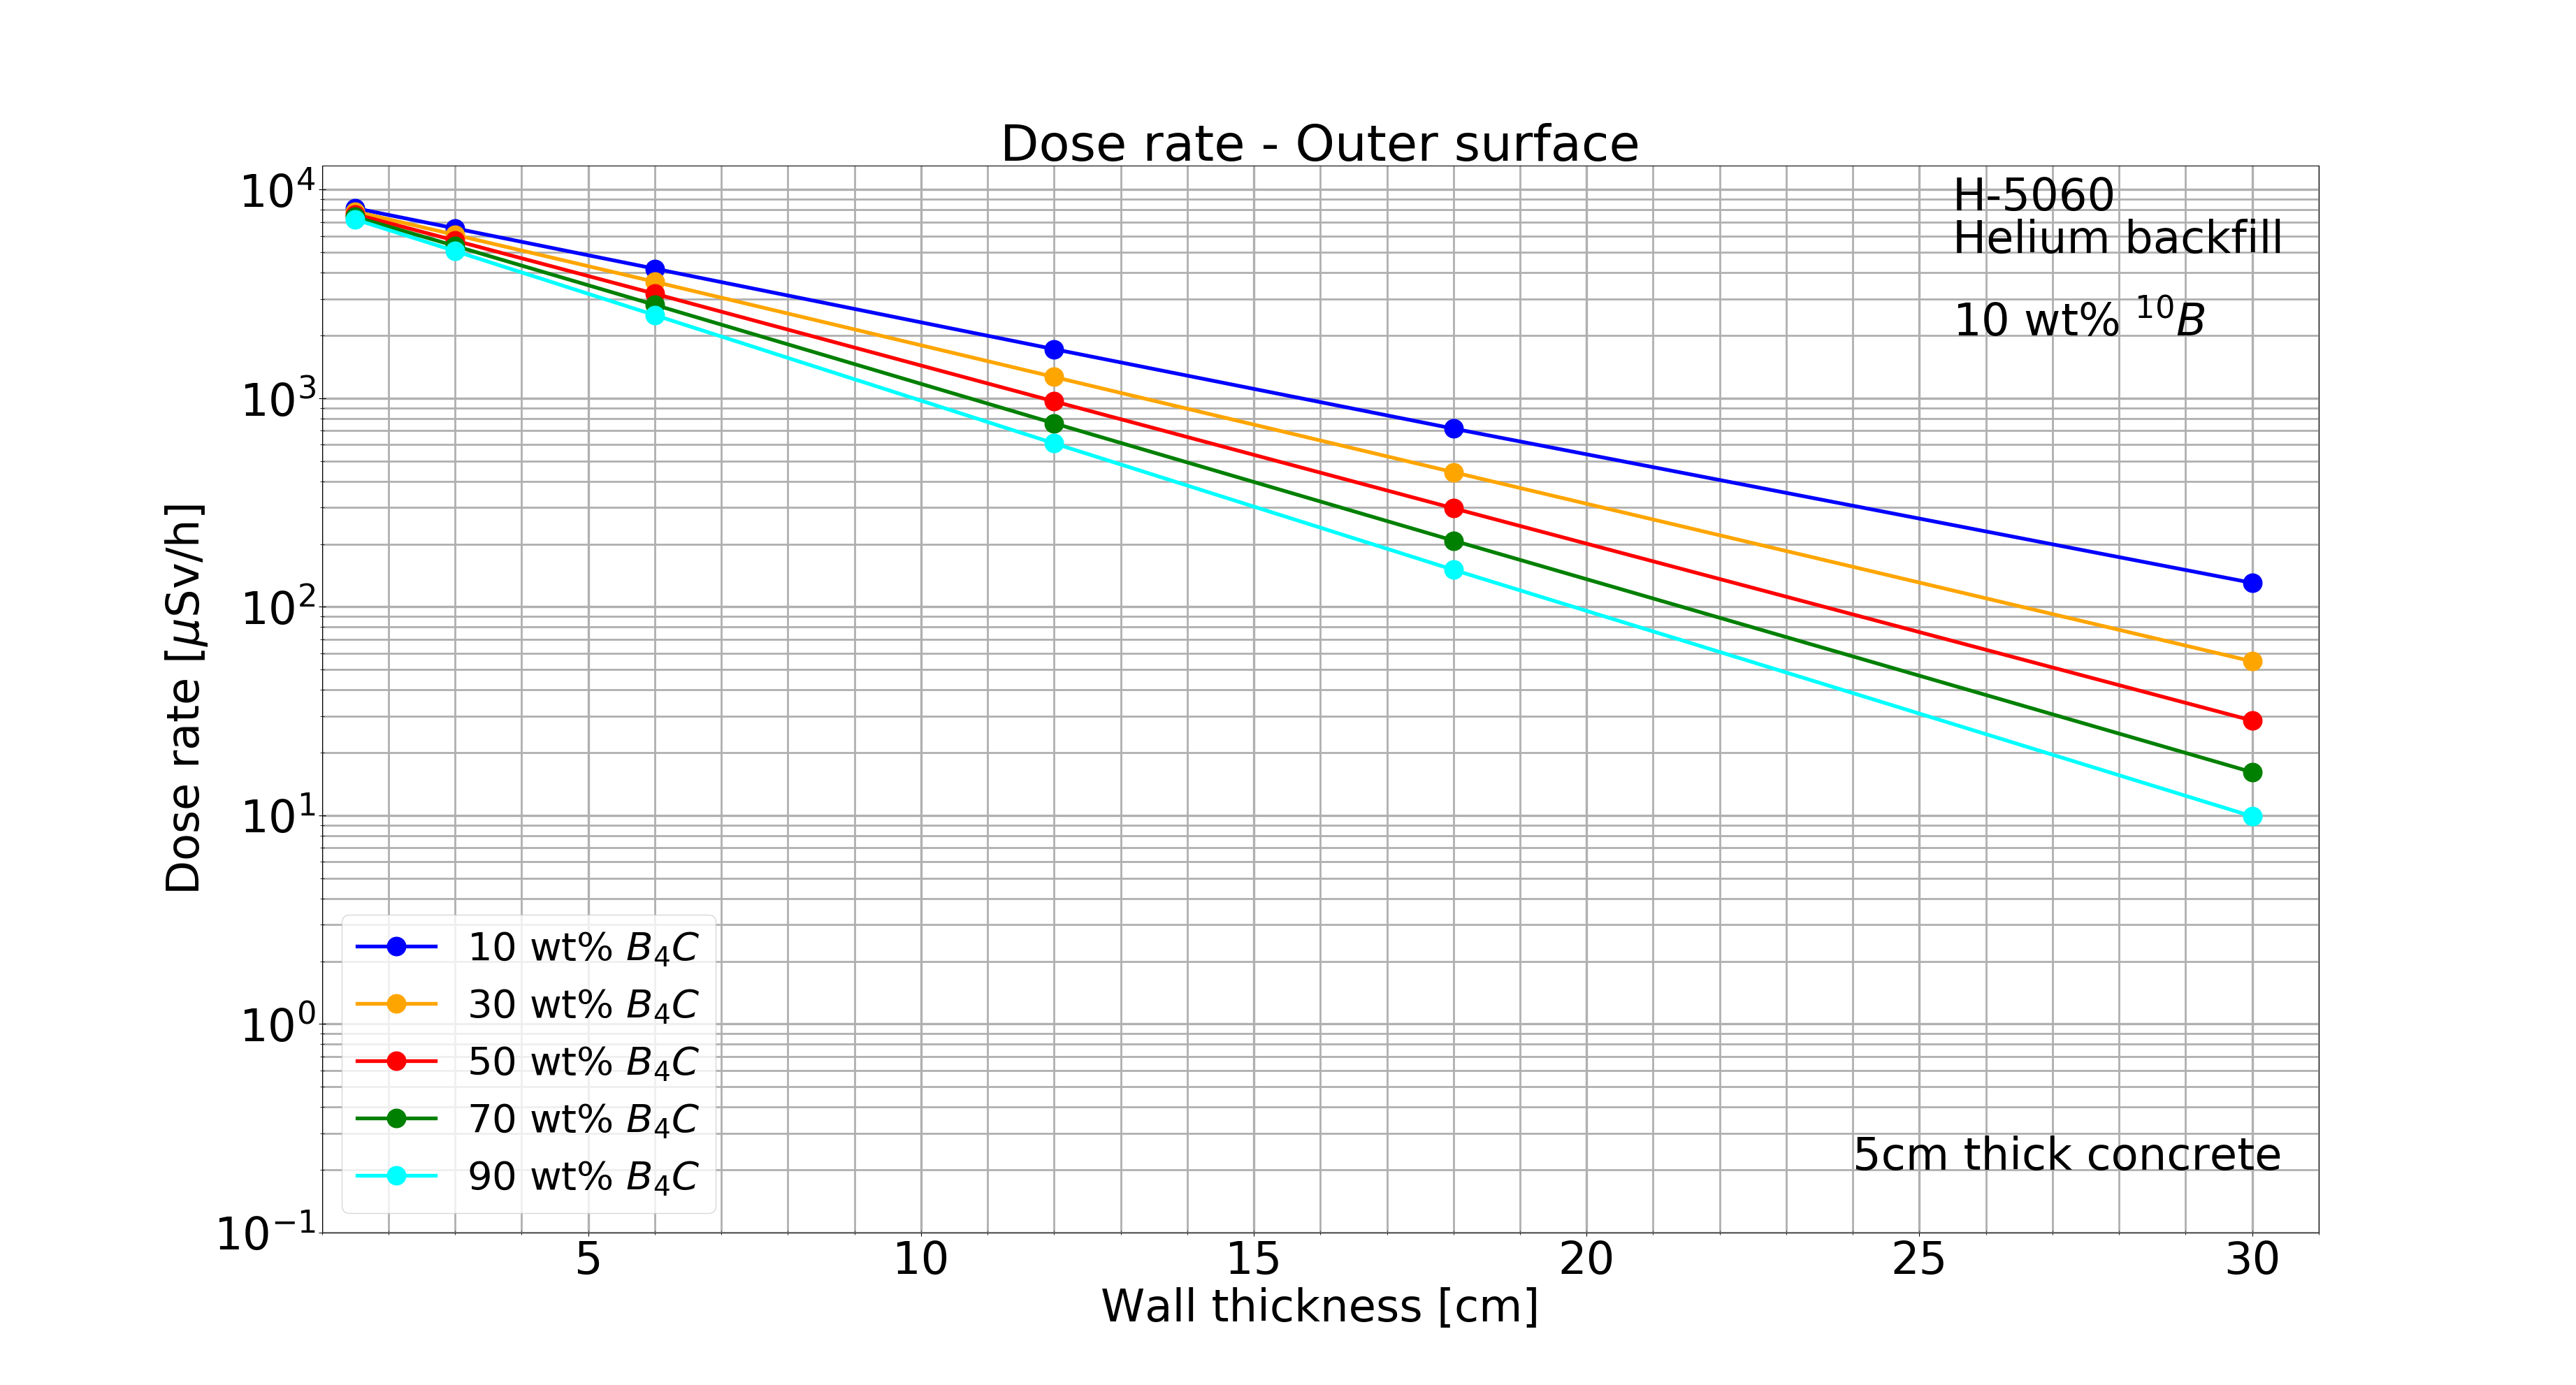 Dose rate - Outer surface
10⁴
10³
10²
10¹
10⁰
10⁻¹
Dose rate [μSv/h]
H-5060
Helium backfill
10 wt% ¹⁰B
10 wt% B₄C
30 wt% B₄C
50 wt% B₄C
70 wt% B₄C
90 wt% B₄C
5cm thick concrete
5 10 15 20 25 30
Wall thickness [cm]